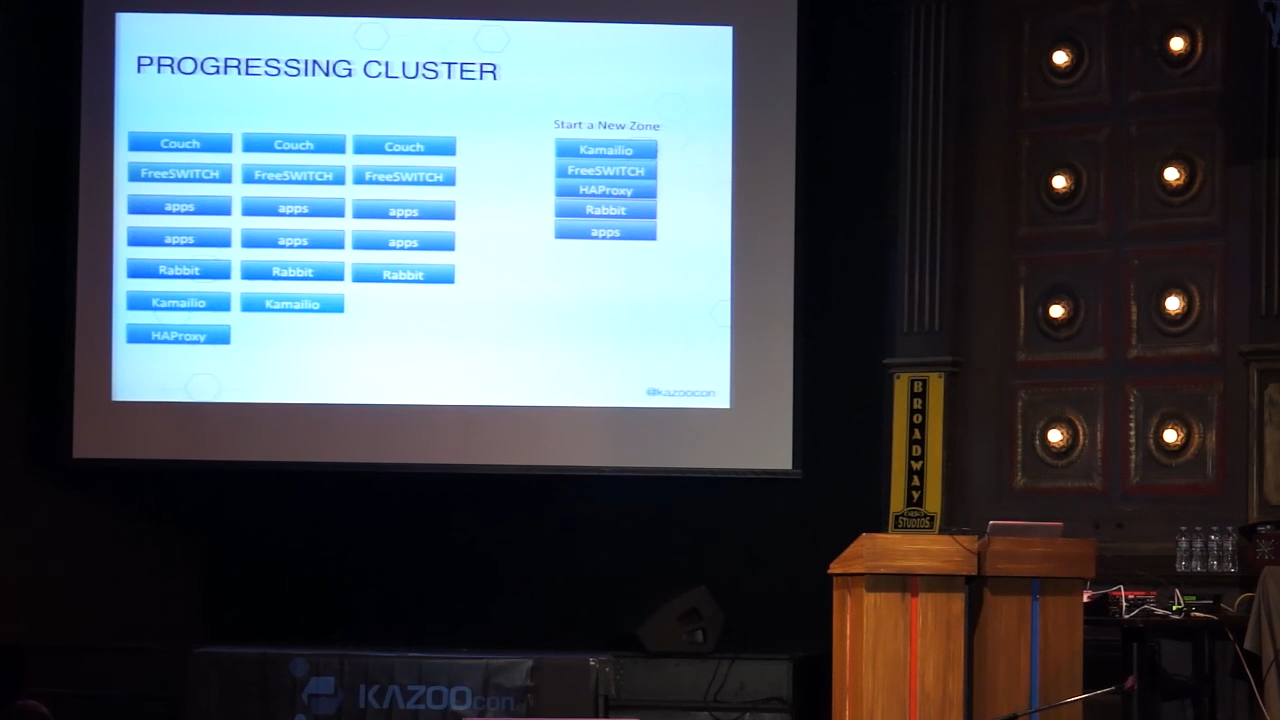 PROGRESSING CLUSTER
Couch Couch Couch
FreeSWITCH FreeSWITCH FreeSWITCH
apps apps apps
apps apps apps
Rabbit Rabbit Rabbit
Kamailio Kamailio
HAProxy
Start a New Zone
Kamailio
FreeSWITCH
HAProxy
Rabbit
apps
@kazoocon
BROADWAY
STUDIOS
KAZOOcon